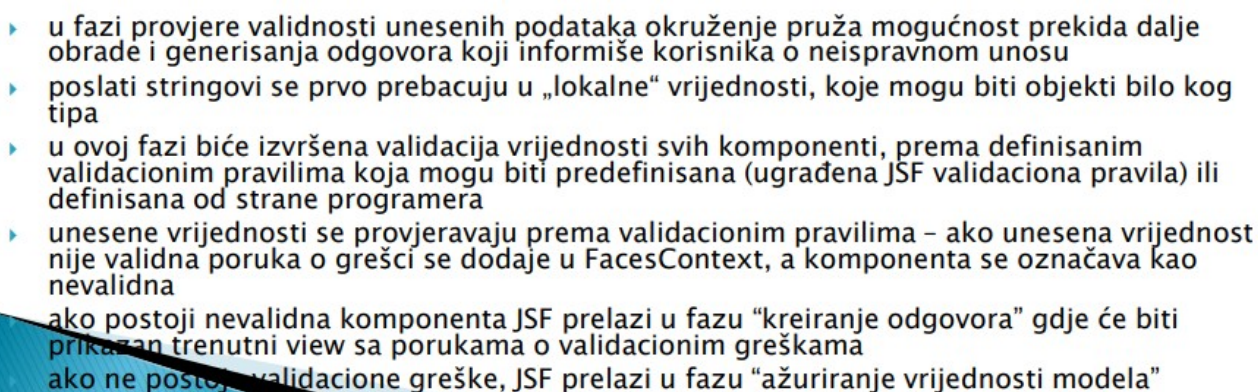 u fazi provjere validnosti unesenih podataka okruženje pruža mogućnost prekida dalje
obrade i generisanja odgovora koji informiše korisnika o neispravnom unosu
poslati stringovi se prvo prebacuju u „lokalne“ vrijednosti, koje mogu biti objekti bilo kog
tipa
u ovoj fazi biće izvršena validacija vrijednosti svih komponenti, prema definisanim
validacionim pravilima koja mogu biti predefinisana (ugrađena JSF validaciona pravila) ili
definisana od strane programera
unesene vrijednosti se provjeravaju prema validacionim pravilima – ako unesena vrijednost
nije validna poruka o grešci se dodaje u FacesContext, a komponenta se označava kao
nevalidna
ako postoji nevalidna komponenta JSF prelazi u fazu “kreiranje odgovora” gdje će biti
prikazan trenutni view sa porukama o validacionim greškama
ako ne postoje validacione greške, JSF prelazi u fazu “ažuriranje vrijednosti modela”